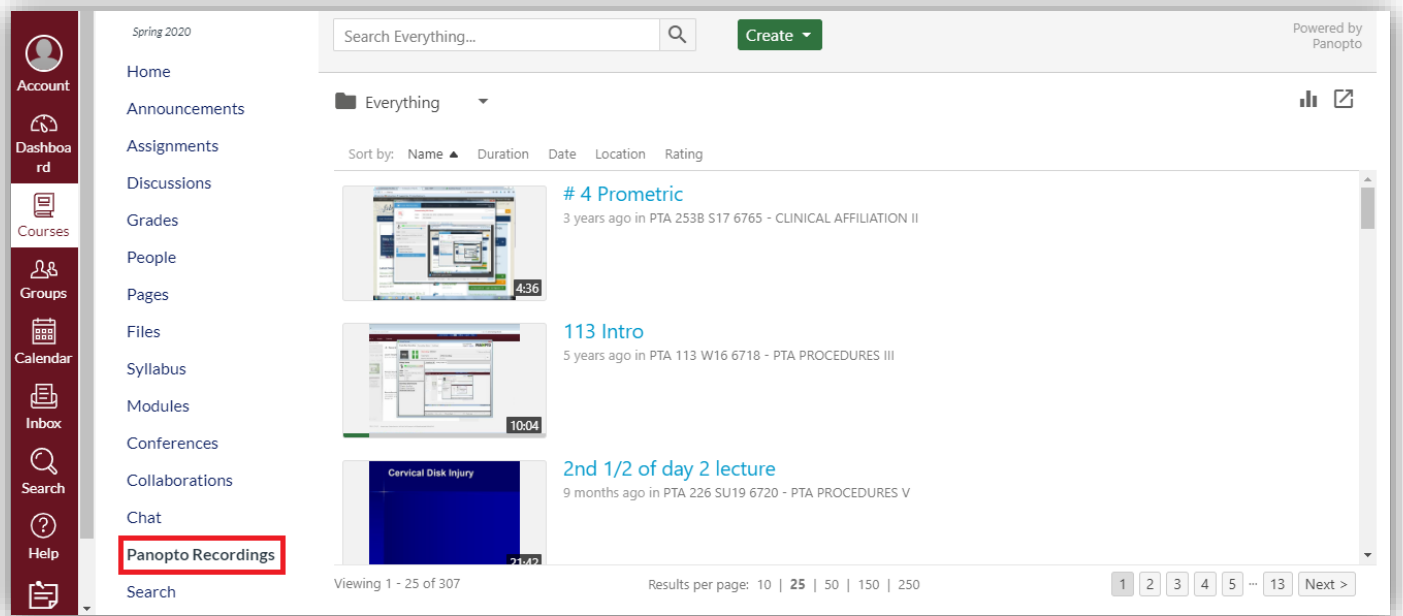 Account
Dashboa
rd
Courses
Groups
Calendar
Inbox
Search
Help
Spring 2020
Home
Announcements
Assignments
Discussions
Grades
People
Pages
Files
Syllabus
Modules
Conferences
Collaborations
Chat
Panopto Recordings
Search
Search Everything...
Create
Powered by
Panopto
Everything
Sort by: Name ▲ Duration Date Location Rating
# 4 Prometric
3 years ago in PTA 253B S17 6765 - CLINICAL AFFILIATION II
4:36
113 Intro
5 years ago in PTA 113 W16 6718 - PTA PROCEDURES III
10:04
Cervical Disk Injury
2nd 1/2 of day 2 lecture
9 months ago in PTA 226 SU19 6720 - PTA PROCEDURES V
21:42
Viewing 1 - 25 of 307
Results per page: 10 | 25 | 50 | 150 | 250
1 2 3 4 5 ... 13 Next >